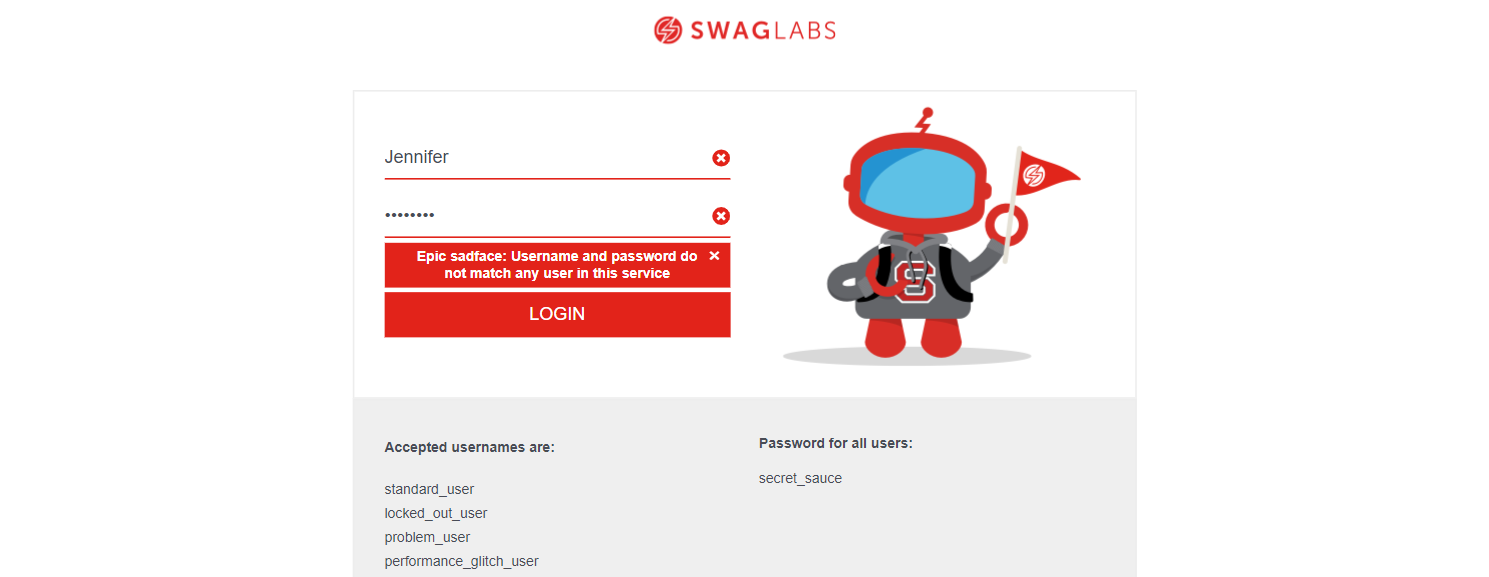 SWAGLABS
Jennifer
••••••••
Epic sadface: Username and password do
not match any user in this service
LOGIN
S
Accepted usernames are:
standard_user
locked_out_user
problem_user
performance_glitch_user
Password for all users:
secret_sauce